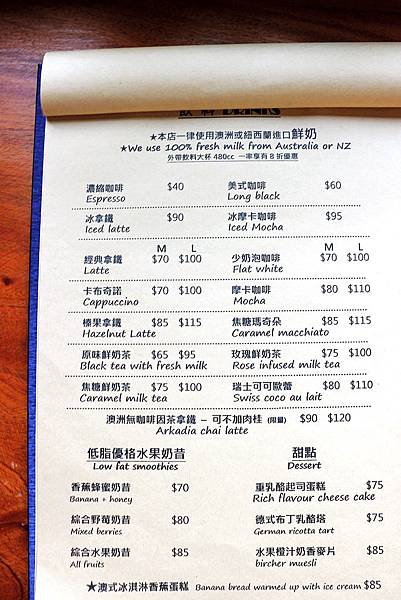 飲料 DRINKS
★本店一律使用澳洲或紐西蘭進口鮮奶
★We use 100% fresh milk from Australia or NZ
外帶飲料大杯 480cc 一率享有 8 折優惠
濃縮咖啡 $40 美式咖啡 $60
Espresso Long black
冰拿鐵 $90 冰摩卡咖啡 $95
Iced latte Iced Mocha
M L M L
經典拿鐵 $70 $100 少奶泡咖啡 $70 $100
Latte Flat white
卡布奇諾 $70 $100 摩卡咖啡 $80 $110
Cappuccino Mocha
榛果拿鐵 $85 $115 焦糖瑪奇朵 $85 $115
Hazelnut Latte Caramel macchiato
原味鮮奶茶 $65 $95 玫瑰鮮奶茶 $75 $100
Black tea with fresh milk Rose infused milk tea
焦糖鮮奶茶 $75 $100 瑞士可可歐蕾 $80 $110
Caramel milk tea Swiss coco au lait
澳洲無咖啡因茶拿鐵 – 可不加肉桂 (限量) $90 $120
Arkadia chai latte
低脂優格水果奶昔 甜點
Low fat smoothies Dessert
香蕉蜂蜜奶昔 $70 重乳酪起司蛋糕 $75
Banana + honey Rich flavour cheese cake
綜合野莓奶昔 $80 德式布丁乳酪塔 $75
Mixed berries German ricotta tart
綜合水果奶昔 $85 水果橙汁奶香麥片 $85
All fruits bircher muesli
★澳式冰淇淋香蕉蛋糕 Banana bread warmed up with ice cream $85